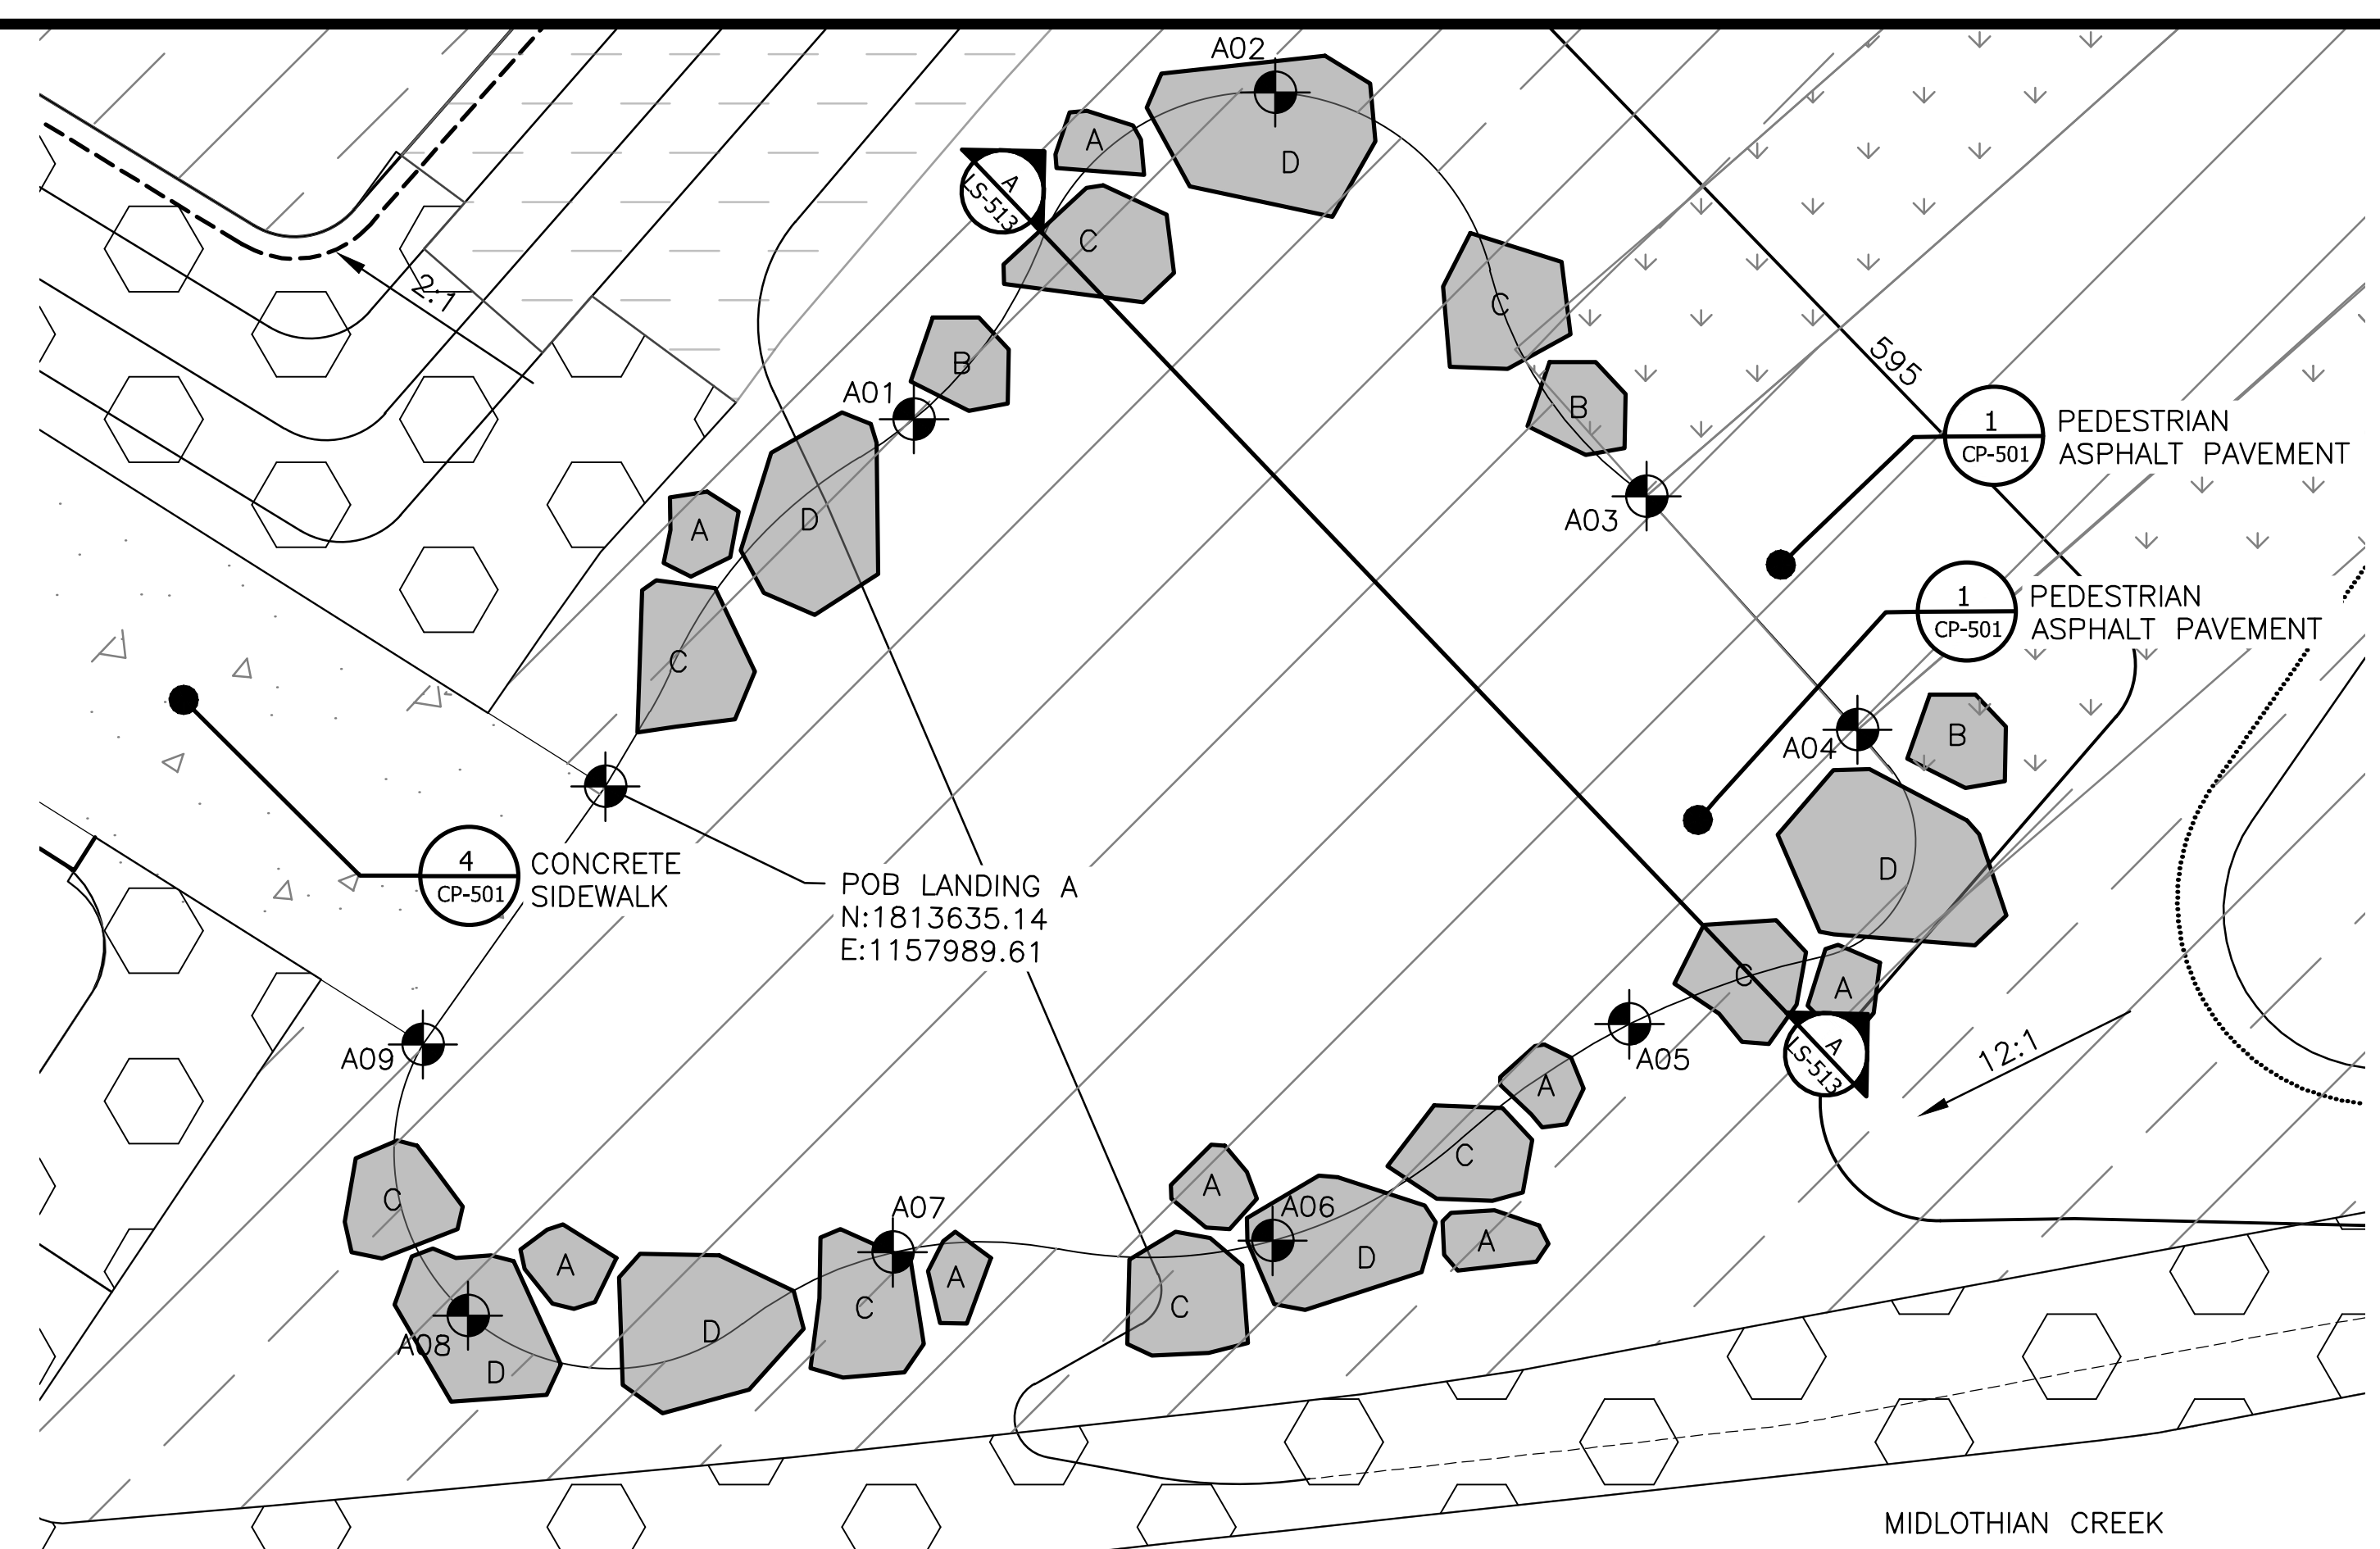 A02
A
D
A
LS-513
C
2:1
C
595
B
A01
B
1
CP-501
PEDESTRIAN
ASPHALT PAVEMENT
A
D
A03
1
CP-501
PEDESTRIAN
ASPHALT PAVEMENT
C
A04
B
4
CP-501
CONCRETE
SIDEWALK
POB LANDING A
N:1813635.14
E:1157989.61
D
C
A
A09
A05
A
LS-513
12:1
A
C
C
A
A07
A06
A
D
A
C
A
C
D
A08
D
MIDLOTHIAN CREEK